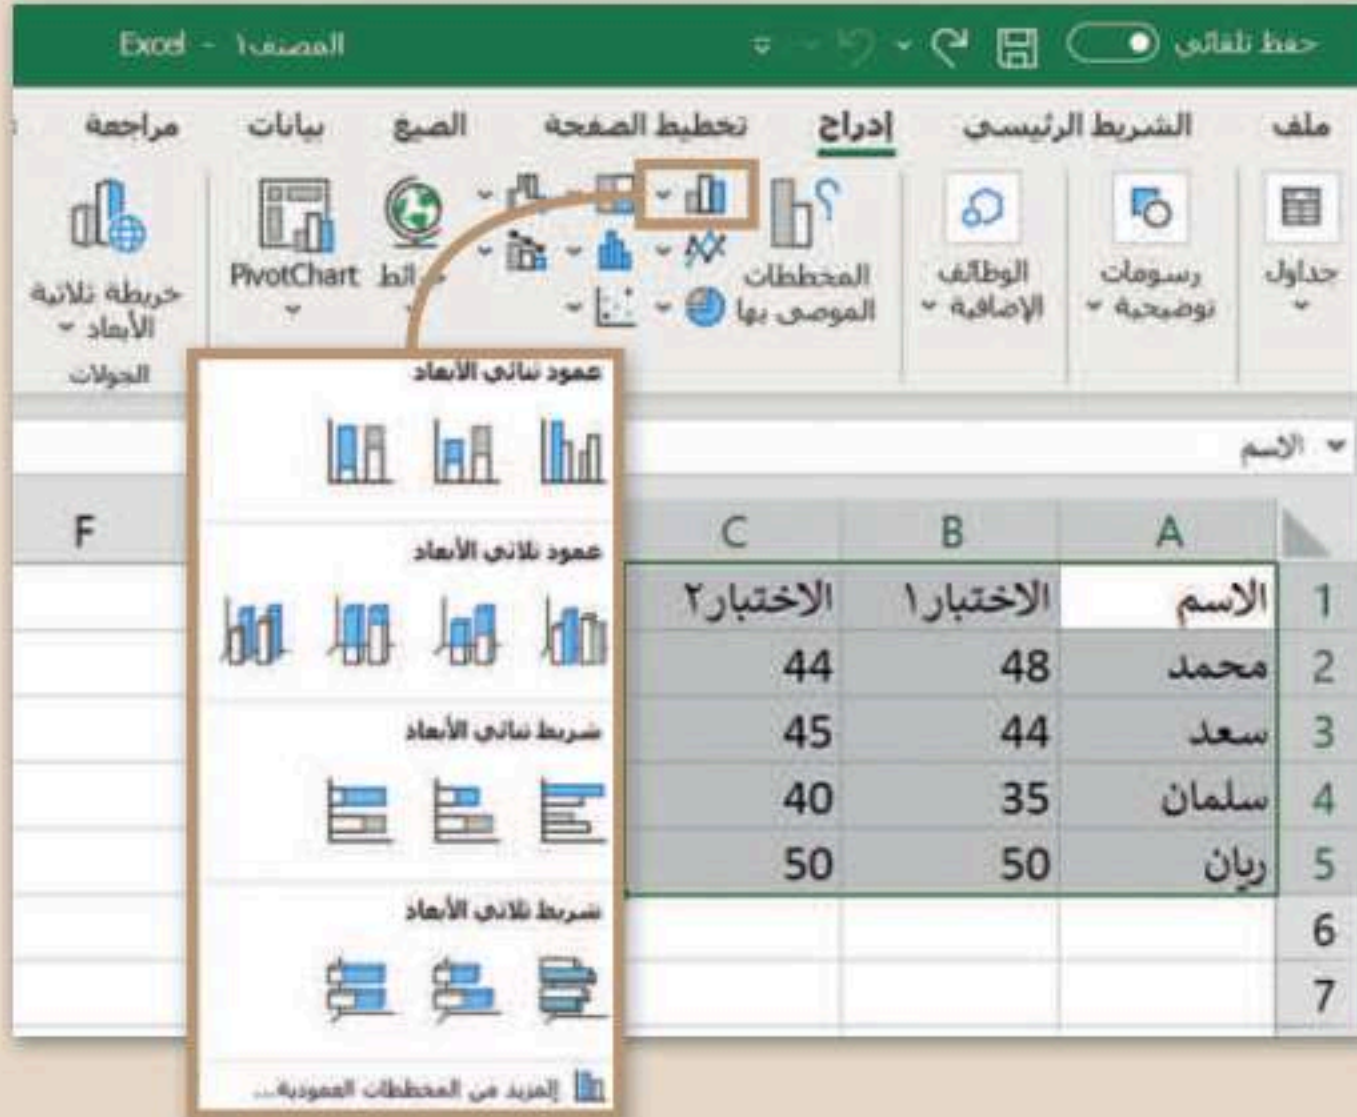 حفظ تلقائي
المصنف١ - Excel
ملف الشريط الرئيسي إدراج تخطيط الصفحة الصيغ بيانات مراجعة
جداول
رسومات
توضيحية
الوظائف
الإضافية
المخططات
الموصى بها
PivotChart
خريطة ثلاثية
الأبعاد
الجولات
عمود ثنائي الأبعاد
عمود ثلاثي الأبعاد
شريط ثنائي الأبعاد
شريط ثلاثي الأبعاد
المزيد من المخططات العمودية...
الاسم
A B C F
1 الاسم الاختبار١ الاختبار٢
2 محمد 48 44
3 سعد 44 45
4 سلمان 35 40
5 ريان 50 50
6
7